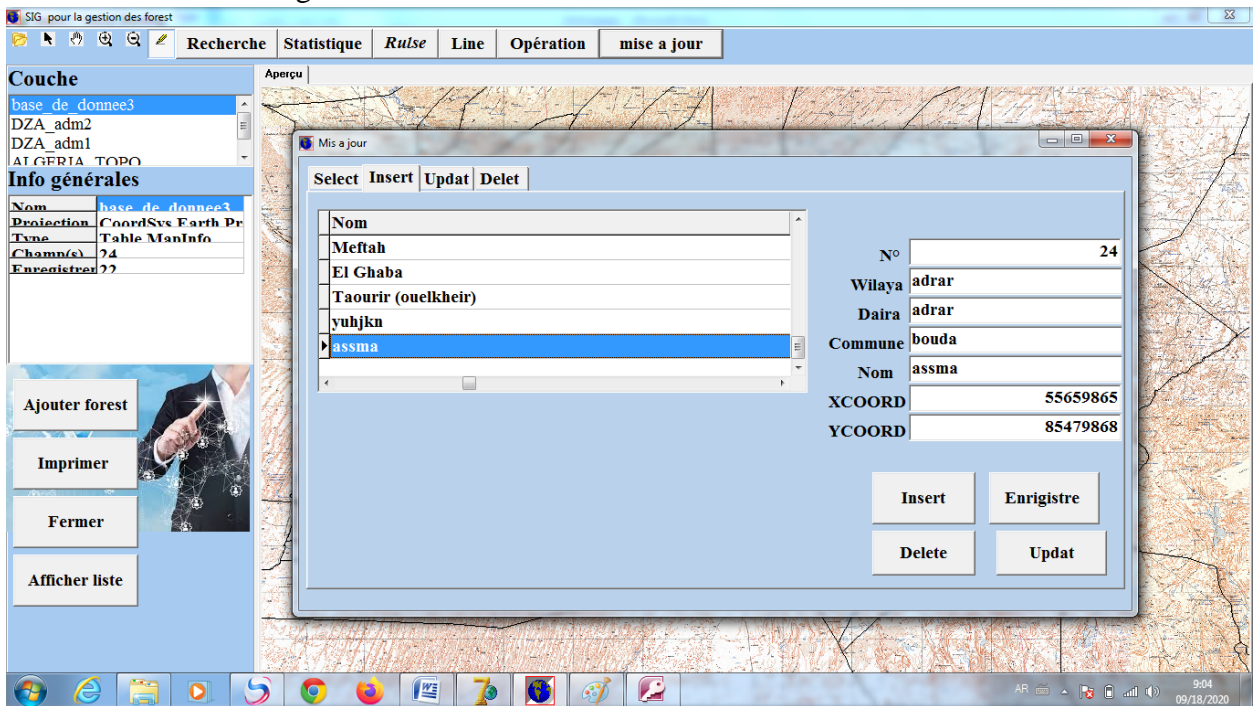 SIG pour la gestion des forest
Recherche Statistique Rulse Line Opération mise a jour
Couche
base_de_donnee3
DZA_adm2
DZA_adm1
ALGERIA_TOPO
Info générales
Nom base_de_donnee3
Projection CoordSys Earth Pr
Type Table MapInfo
Champ(s) 24
Enregistrer 22
Ajouter forest
Imprimer
Fermer
Afficher liste
Aperçu
Mis a jour
Select Insert Updat Delet
Nom
Meftah
El Ghaba
Taourir (ouelkheir)
yuhjkn
assma
N° 24
Wilaya adrar
Daira adrar
Commune bouda
Nom assma
XCOORD 55659865
YCOORD 85479868
Insert Enrigistre
Delete Updat
AR 9:04
09/18/2020